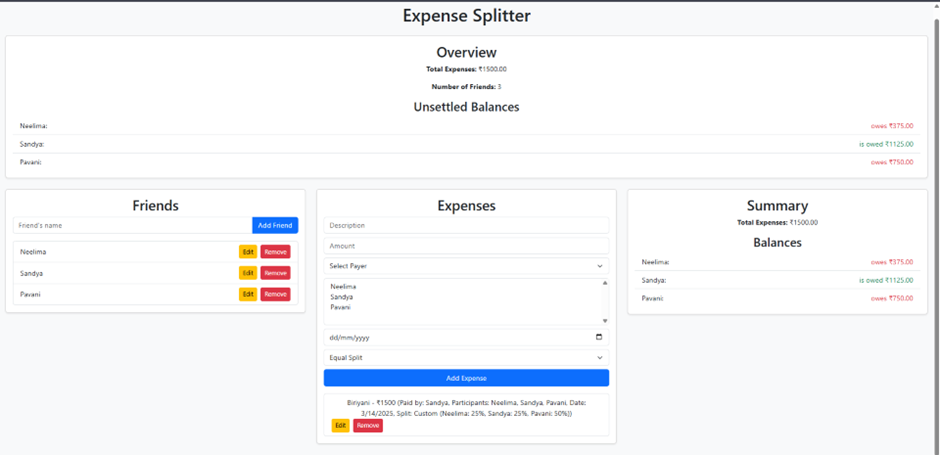 Expense Splitter
Overview
Total Expenses: ₹1500.00
Number of Friends: 3
Unsettled Balances
Neelima: owes ₹375.00
Sandya: is owed ₹1125.00
Pavani: owes ₹750.00
Friends
Friend's name Add Friend
Neelima Edit Remove
Sandya Edit Remove
Pavani Edit Remove
Expenses
Description
Amount
Select Payer
Neelima
Sandya
Pavani
dd/mm/yyyy
Equal Split
Add Expense
Biriyani - ₹1500 (Paid by: Sandya, Participants: Neelima, Sandya, Pavani, Date:
3/14/2025, Split: Custom (Neelima: 25%, Sandya: 25%, Pavani: 50%))
Edit Remove
Summary
Total Expenses: ₹1500.00
Balances
Neelima: owes ₹375.00
Sandya: is owed ₹1125.00
Pavani: owes ₹750.00